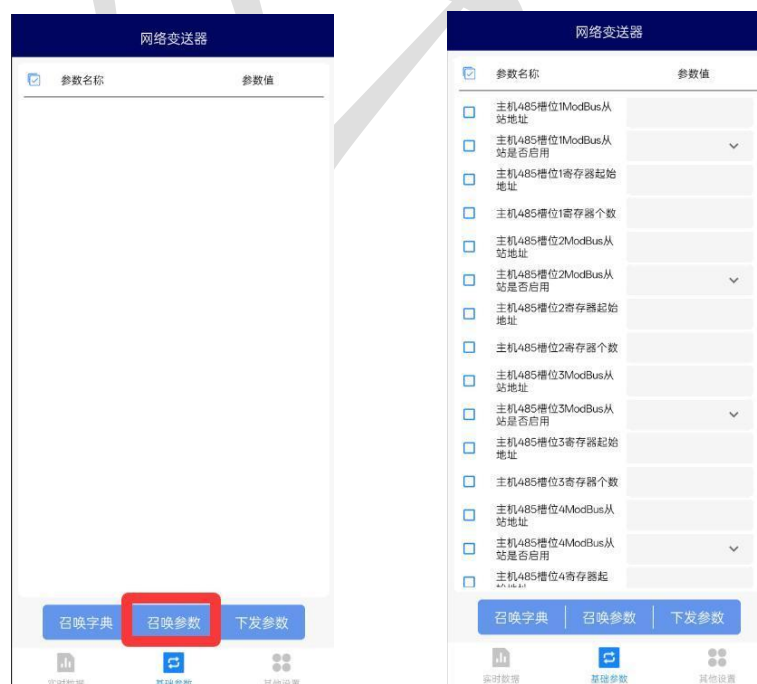 网络变送器
参数名称 参数值
召唤字典 召唤参数 下发参数
实时数据 基础参数 其他设置
网络变送器
参数名称 参数值
主机485槽位1ModBus从
站地址
主机485槽位1ModBus从
站是否启用
主机485槽位1寄存器起始
地址
主机485槽位1寄存器个数
主机485槽位2ModBus从
站地址
主机485槽位2ModBus从
站是否启用
主机485槽位2寄存器起始
地址
主机485槽位2寄存器个数
主机485槽位3ModBus从
站地址
主机485槽位3ModBus从
站是否启用
主机485槽位3寄存器起始
地址
主机485槽位3寄存器个数
主机485槽位4ModBus从
站地址
主机485槽位4ModBus从
站是否启用
主机485槽位4寄存器起
召唤字典 召唤参数 下发参数
实时数据 基础参数 其他设置